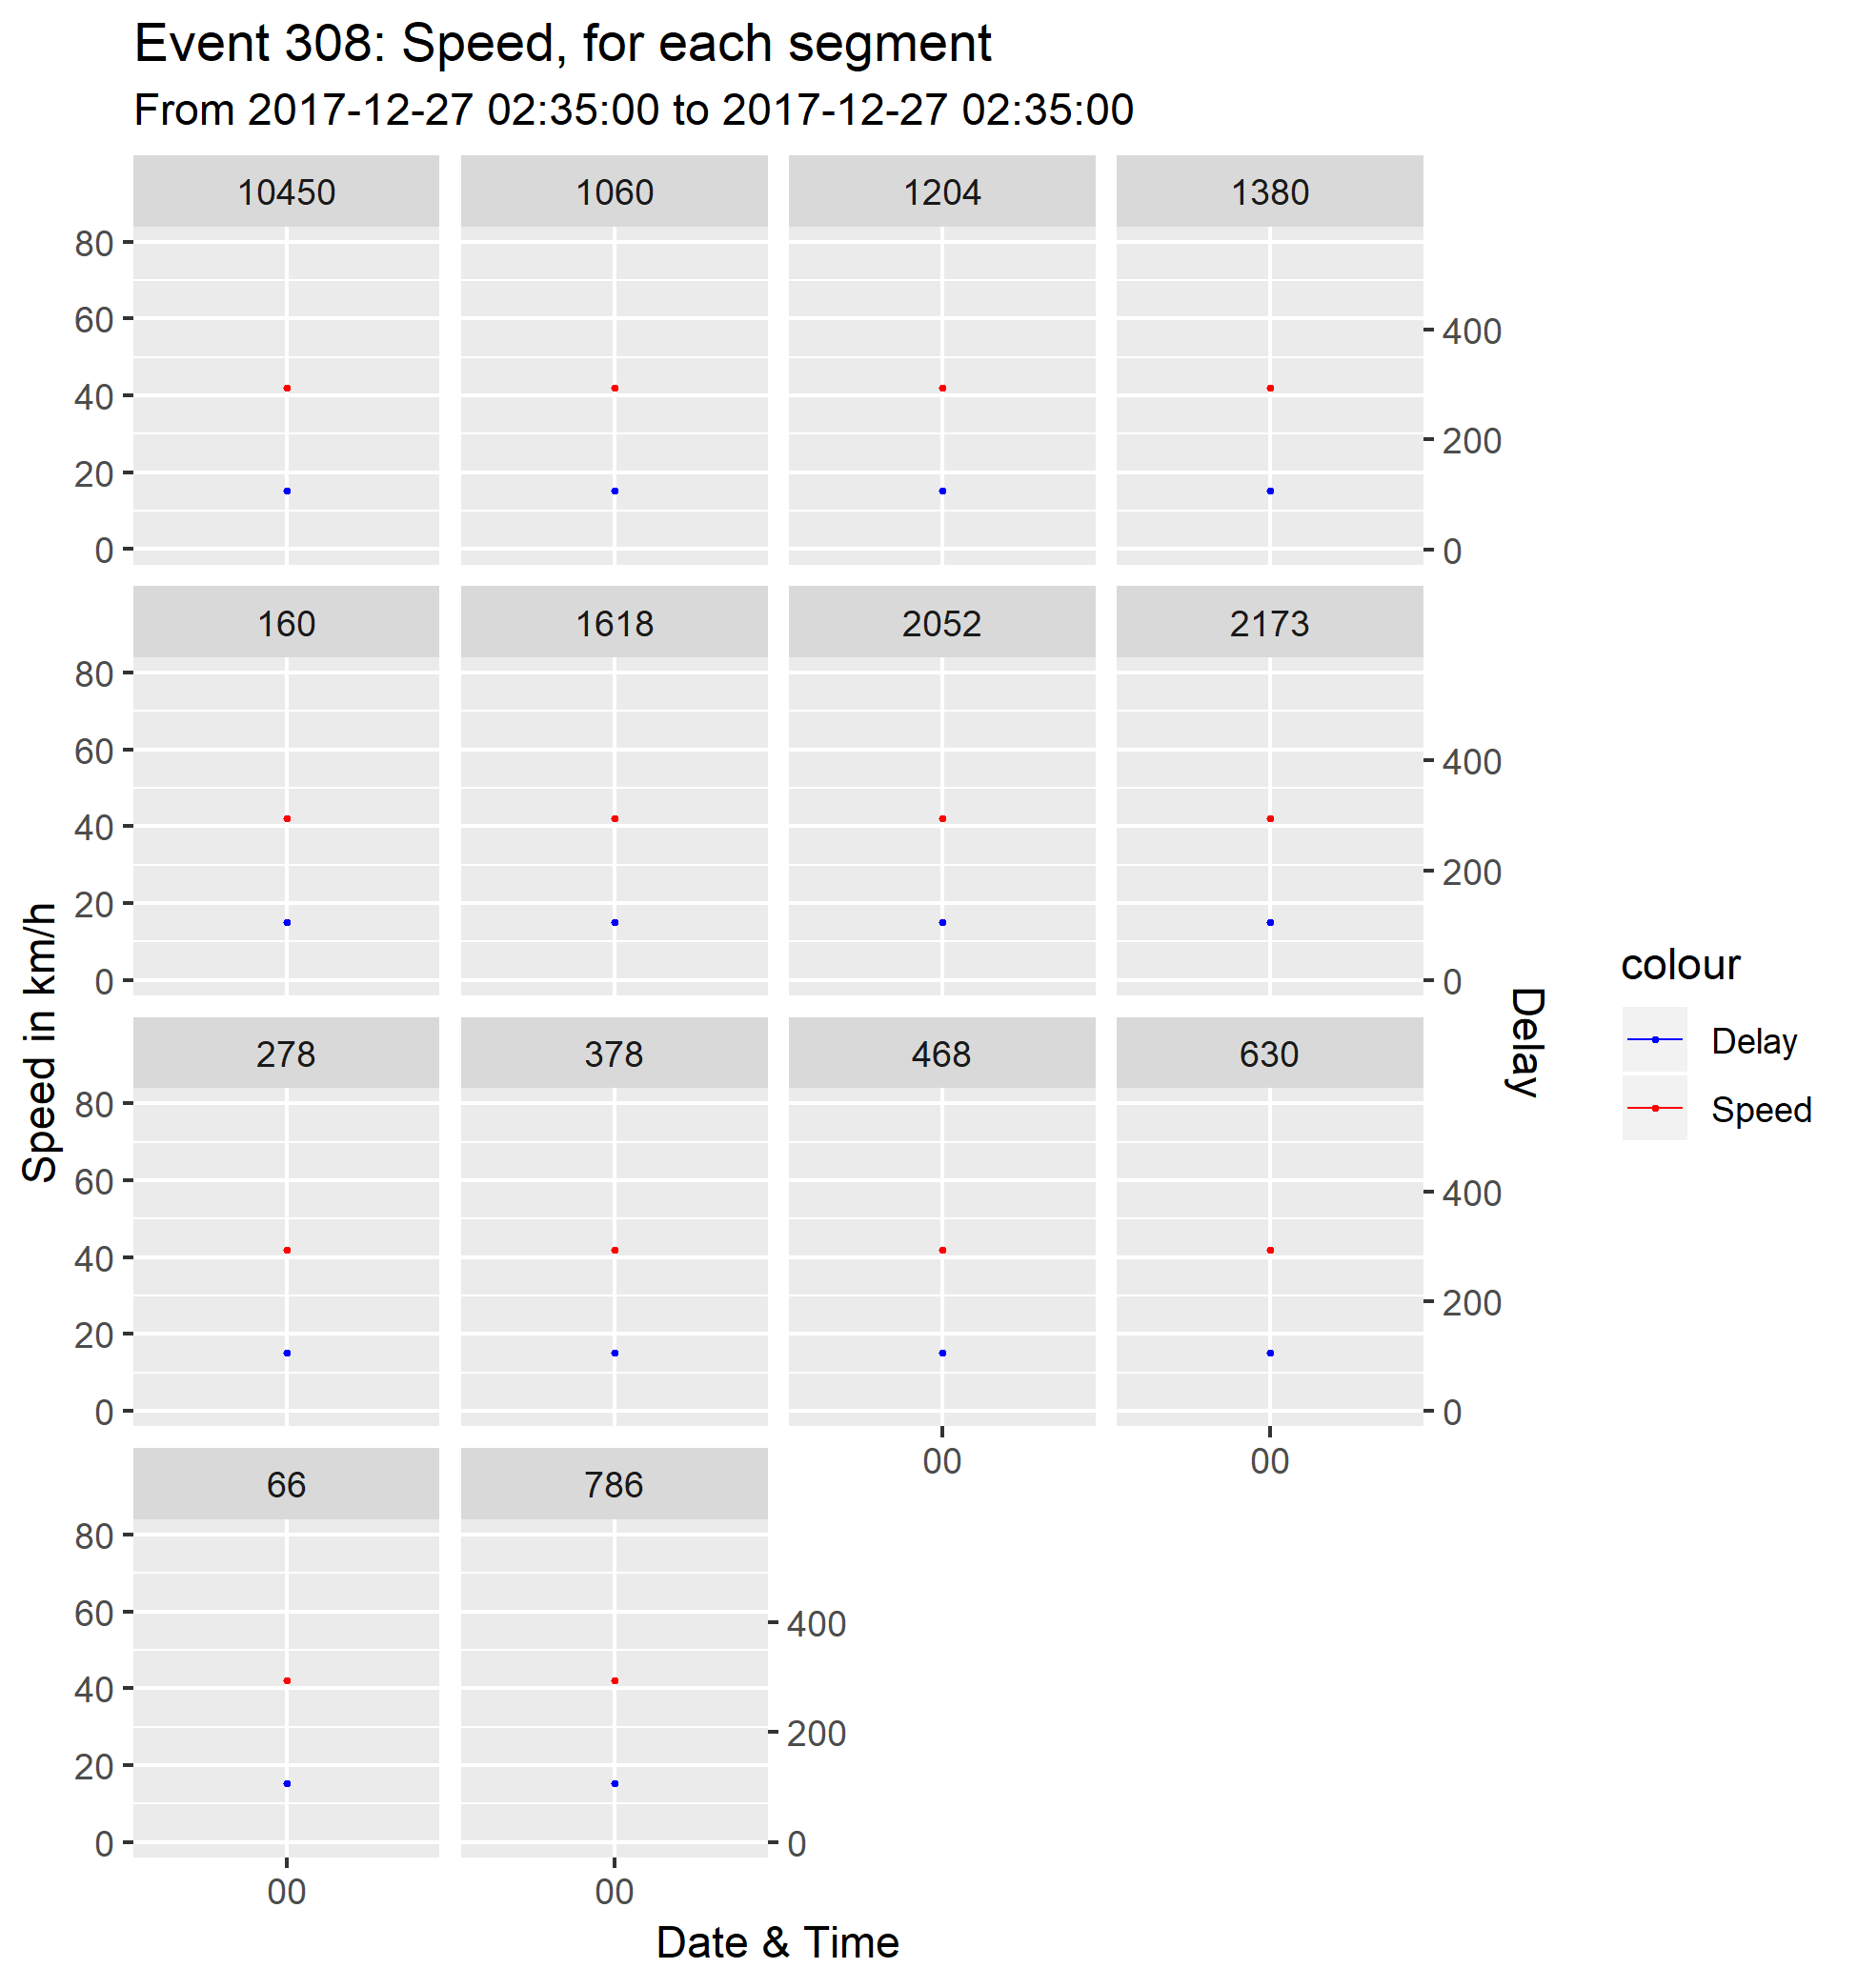 Event 308: Speed, for each segment
From 2017-12-27 02:35:00 to 2017-12-27 02:35:00
10450 1060 1204 1380
80
60 400
40
200
20
0 0
160 1618 2052 2173
80
60 400
40
200
20
0 0
278 378 468 630
80
60 400
40
200
20
0 0
00 00
66 786
80
60 400
40
200
20
0 0
00 00
Date & Time
Speed in km/h
Delay
colour
Delay
Speed